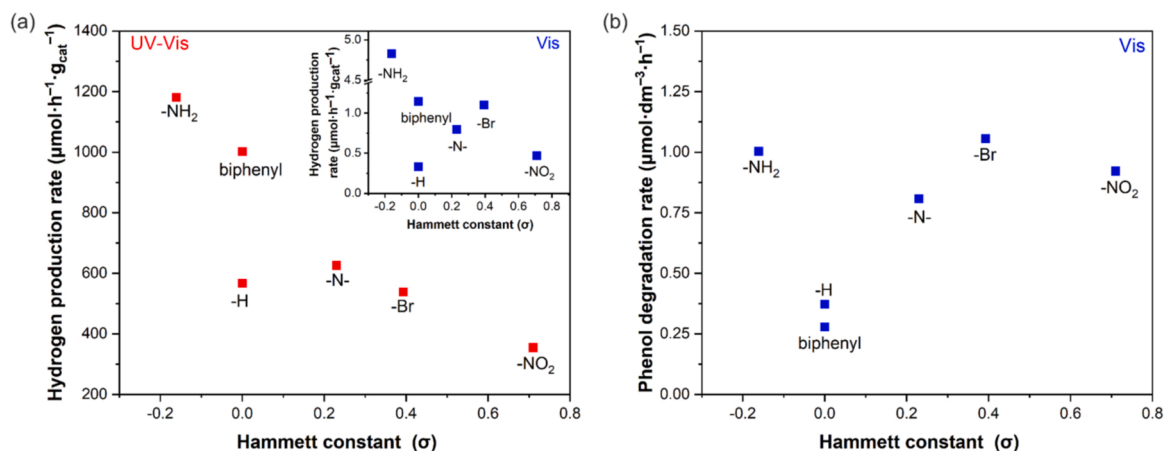 (a)
Hydrogen production rate (μmol·h⁻¹·g_cat⁻¹)
1400
1200
1000
800
600
400
200
UV-Vis
-NH₂
biphenyl
-H
-N-
-Br
-NO₂
-0.2 0.0 0.2 0.4 0.6 0.8
Hammett constant (σ)
Hydrogen production
rate (μmol·h⁻¹·g_cat⁻¹)
5.0
4.5
1.0
0.5
0.0
Vis
-NH₂
biphenyl
-Br
-N-
-H
-NO₂
-0.2 0.0 0.2 0.4 0.6 0.8
Hammett constant (σ)
(b)
Phenol degradation rate (μmol·dm⁻³·h⁻¹)
1.50
1.25
1.00
0.75
0.50
0.25
0.00
Vis
-NH₂
-Br
-NO₂
-N-
-H
biphenyl
-0.2 0.0 0.2 0.4 0.6 0.8
Hammett constant (σ)